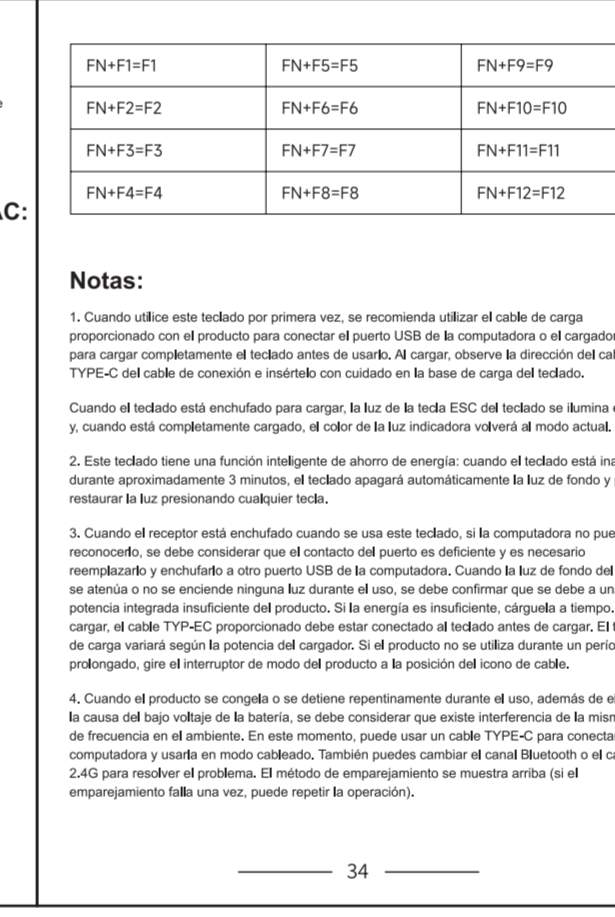 FN+F1=F1 FN+F5=F5 FN+F9=F9
FN+F2=F2 FN+F6=F6 FN+F10=F10
FN+F3=F3 FN+F7=F7 FN+F11=F11
FN+F4=F4 FN+F8=F8 FN+F12=F12
C:
Notas:
1. Cuando utilice este teclado por primera vez, se recomienda utilizar el cable de carga
proporcionado con el producto para conectar el puerto USB de la computadora o el cargador
para cargar completamente el teclado antes de usarlo. Al cargar, observe la dirección del
TYPE-C del cable de conexión e insértelo con cuidado en la base de carga del teclado.
Cuando el teclado está enchufado para cargar, la luz de la tecla ESC del teclado se ilumina
y, cuando está completamente cargado, el color de la luz indicadora volverá al modo actual.
2. Este teclado tiene una función inteligente de ahorro de energía: cuando el teclado está
durante aproximadamente 3 minutos, el teclado apagará automáticamente la luz de fondo y
restaurar la luz presionando cualquier tecla.
3. Cuando el receptor está enchufado cuando se usa este teclado, si la computadora no
reconocerlo, se debe considerar que el contacto del puerto es deficiente y es necesario
reemplazarlo y enchufarlo a otro puerto USB de la computadora. Cuando la luz de fondo del
se atenúa o no se enciende ninguna luz durante el uso, se debe confirmar que se debe a
potencia integrada insuficiente del producto. Si la energía es insuficiente, cárguela a tiempo.
cargar, el cable TYP-EC proporcionado debe estar conectado al teclado antes de cargar. El
de carga variará según la potencia del cargador. Si el producto no se utiliza durante un
prolongado, gire el interruptor de modo del producto a la posición del icono de cable.
4. Cuando el producto se congela o se detiene repentinamente durante el uso, además de
la causa del bajo voltaje de la batería, se debe considerar que existe interferencia de la
de frecuencia en el ambiente. En este momento, puede usar un cable TYPE-C para
computadora y usarla en modo cableado. También puedes cambiar el canal Bluetooth o el
2.4G para resolver el problema. El método de emparejamiento se muestra arriba (si el
emparejamiento falla una vez, puede repetir la operación).
34